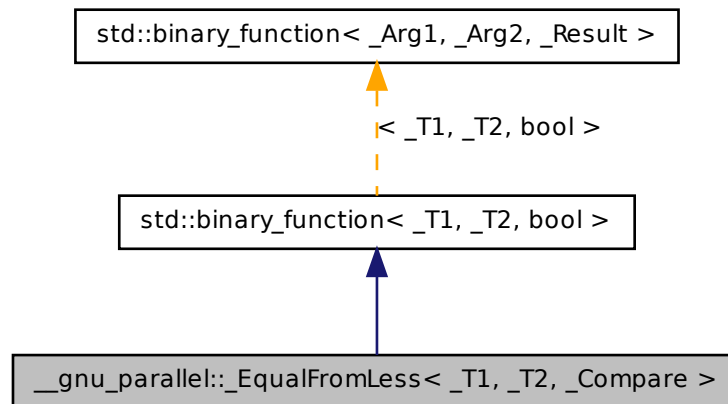 std::binary_function< _Arg1, _Arg2, _Result >
< _T1, _T2, bool >
std::binary_function< _T1, _T2, bool >
__gnu_parallel::_EqualFromLess< _T1, _T2, _Compare >